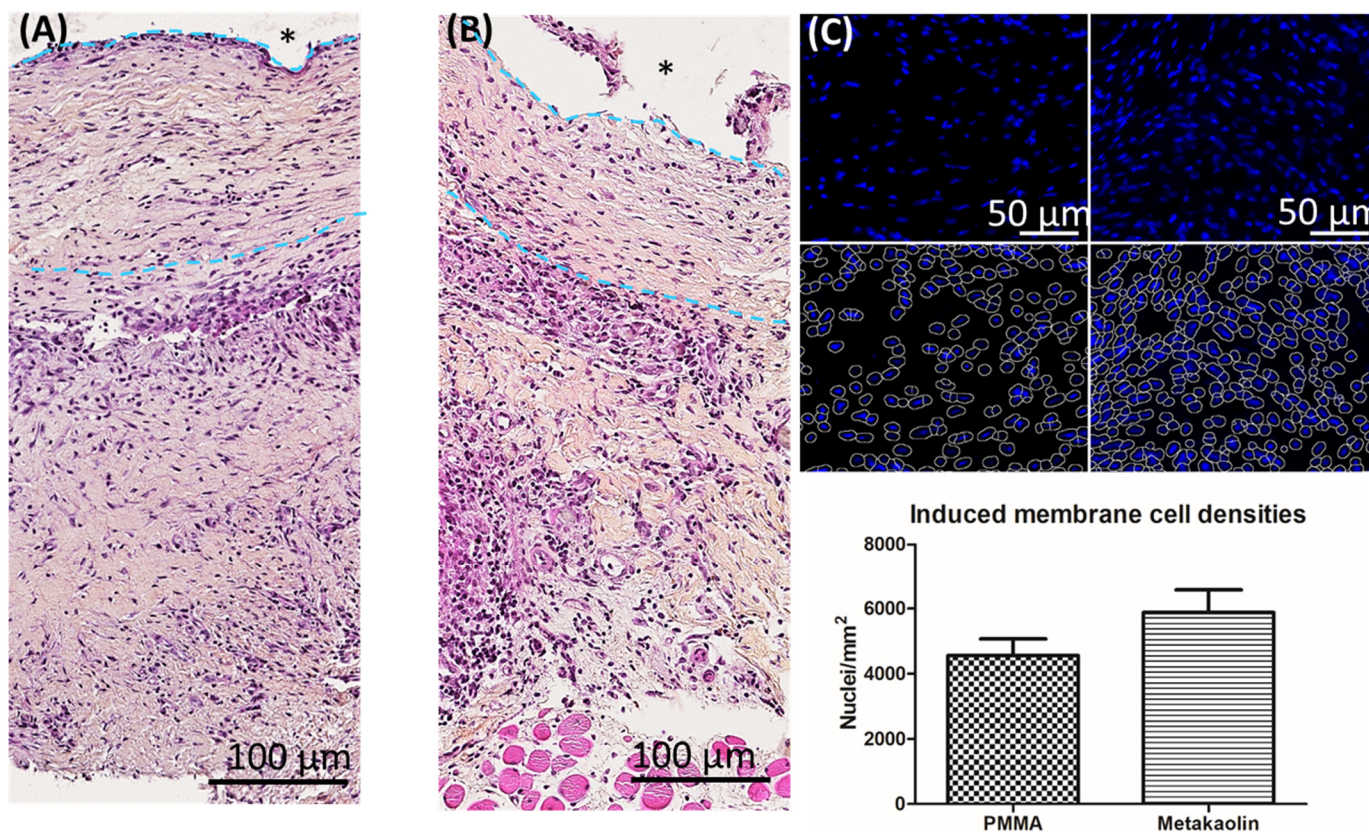 (A)
*
100 µm
(B)
*
100 µm
(C)
50 µm
50 µm
Induced membrane cell densities
8000
6000
4000
2000
0
Nuclei/mm²
PMMA
Metakaolin